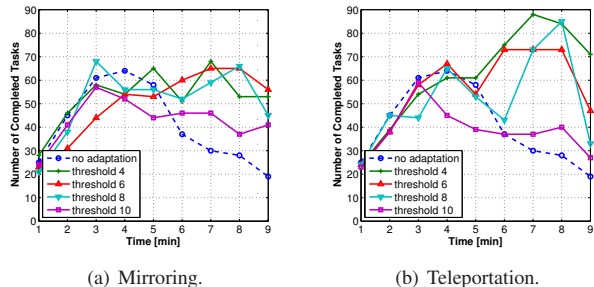 90
80
70
60
50
40
30
20
10
0
Number of Completed Tasks
no adaptation
threshold 4
threshold 6
threshold 8
threshold 10
1 2 3 4 5 6 7 8 9
Time [min]
(a) Mirroring.
90
80
70
60
50
40
30
20
10
0
Number of Completed Tasks
no adaptation
threshold 4
threshold 6
threshold 8
threshold 10
1 2 3 4 5 6 7 8 9
Time [min]
(b) Teleportation.